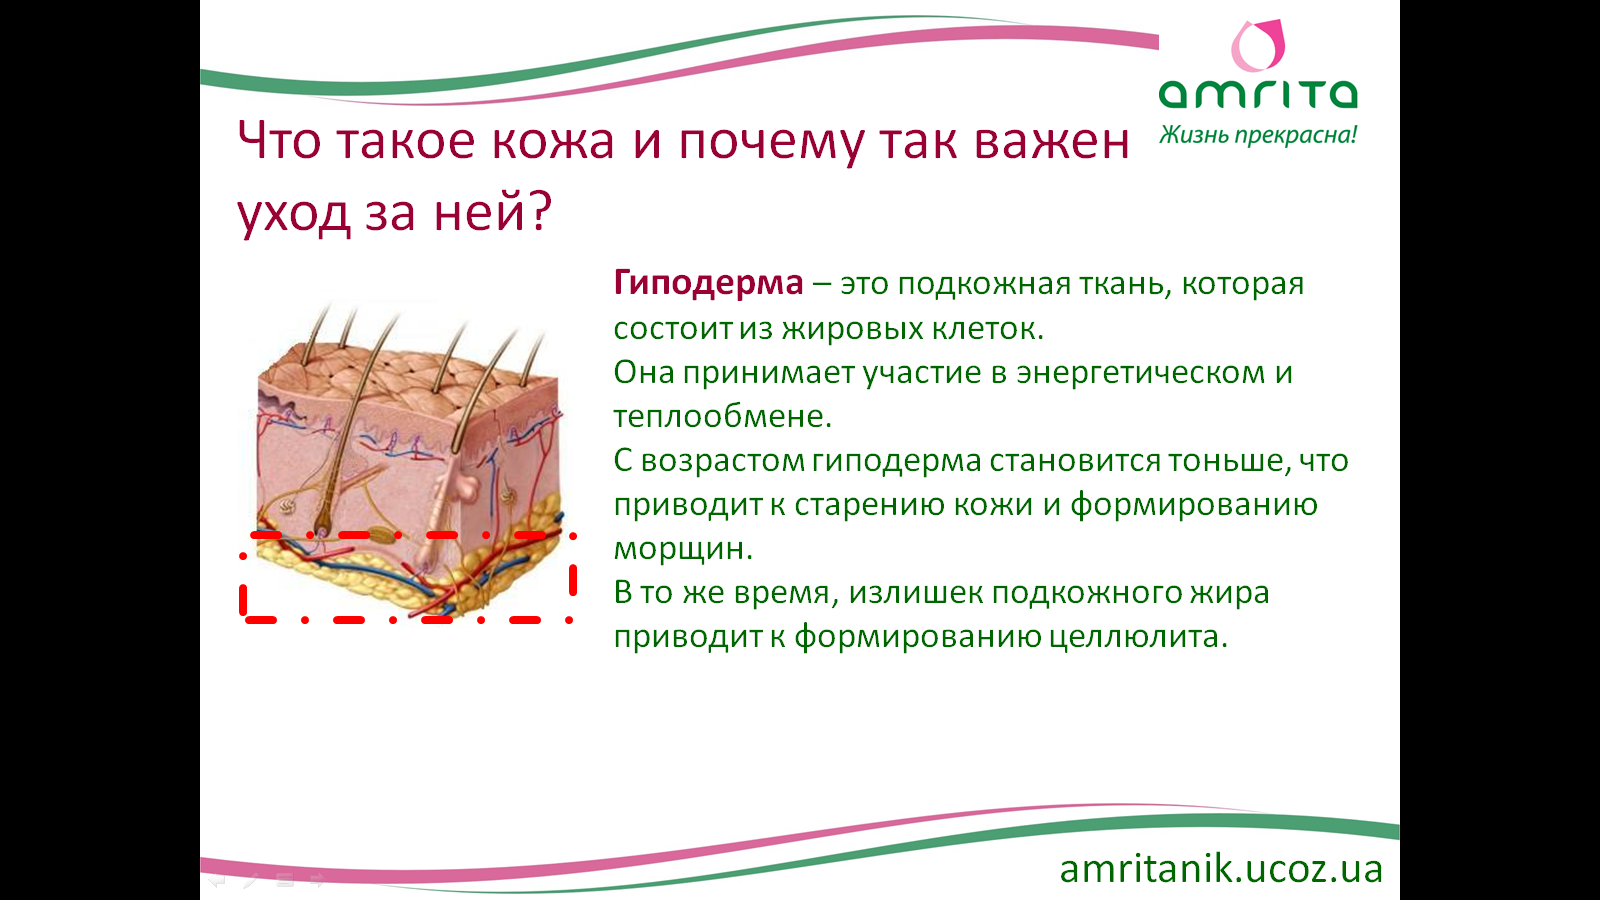 amrita
Жизнь прекрасна!
Что такое кожа и почему так важен
уход за ней?
Гиподерма – это подкожная ткань, которая
состоит из жировых клеток.
Она принимает участие в энергетическом и
теплообмене.
С возрастом гиподерма становится тоньше, что
приводит к старению кожи и формированию
морщин.
В то же время, излишек подкожного жира
приводит к формированию целлюлита.
amritanik.ucoz.ua